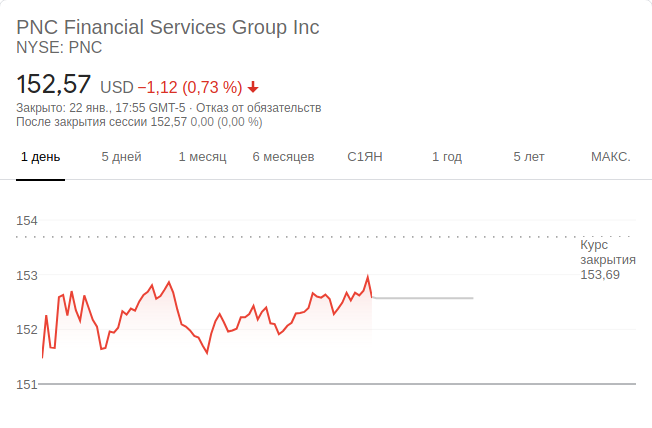 PNC Financial Services Group Inc
NYSE: PNC
152,57 USD −1,12 (0,73 %)
Закрыто: 22 янв., 17:55 GMT-5 · Отказ от обязательств
После закрытия сессии 152,57 0,00 (0,00 %)
1 день 5 дней 1 месяц 6 месяцев С1ЯН 1 год 5 лет МАКС.
154
Курс
закрытия
153,69
153
152
151